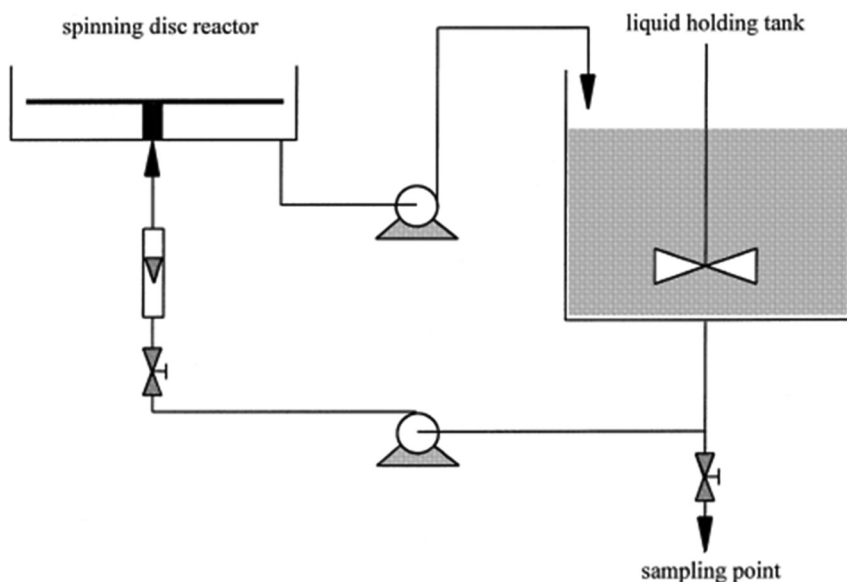 spinning disc reactor
liquid holding tank
sampling point